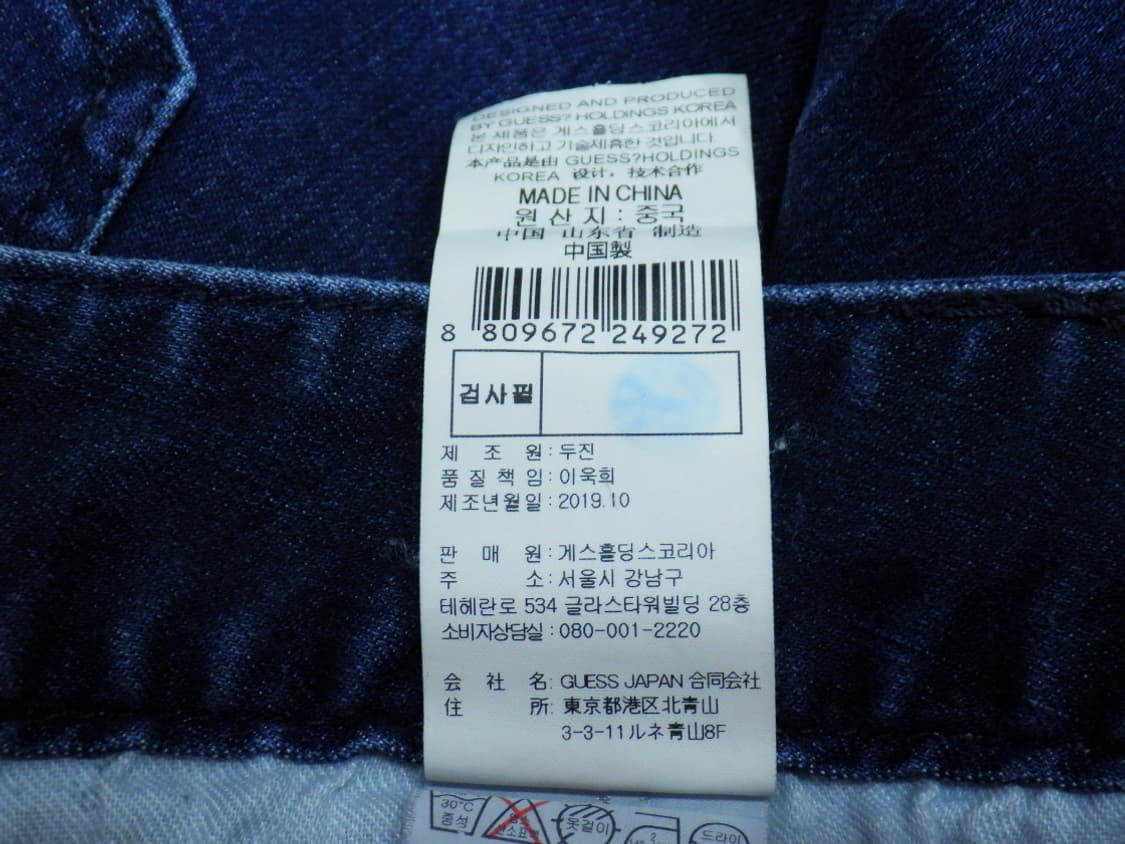 DESIGNED AND PRODUCED
BY GUESS? HOLDINGS KOREA
본 제품은 게스홀딩스코리아에서
디자인하고 기술제휴한 것입니다
本产品是由 GUESS?HOLDINGS
KOREA 设计，技术合作
MADE IN CHINA
원 산 지 : 중국
中国 山东省 制造
中国製
8 809672 249272
검사필
제 조 원 : 두진
품 질 책 임 : 이욱희
제조년월일 : 2019.10
판 매 원 : 게스홀딩스코리아
주 소 : 서울시 강남구
테헤란로 534 글라스타워빌딩 28층
소비자상담실 : 080-001-2220
会 社 名: GUESS JAPAN 合同会社
住 所: 東京都港区北青山
3-3-11ルネ青山8F
30°C
중성
옷걸이
드라이